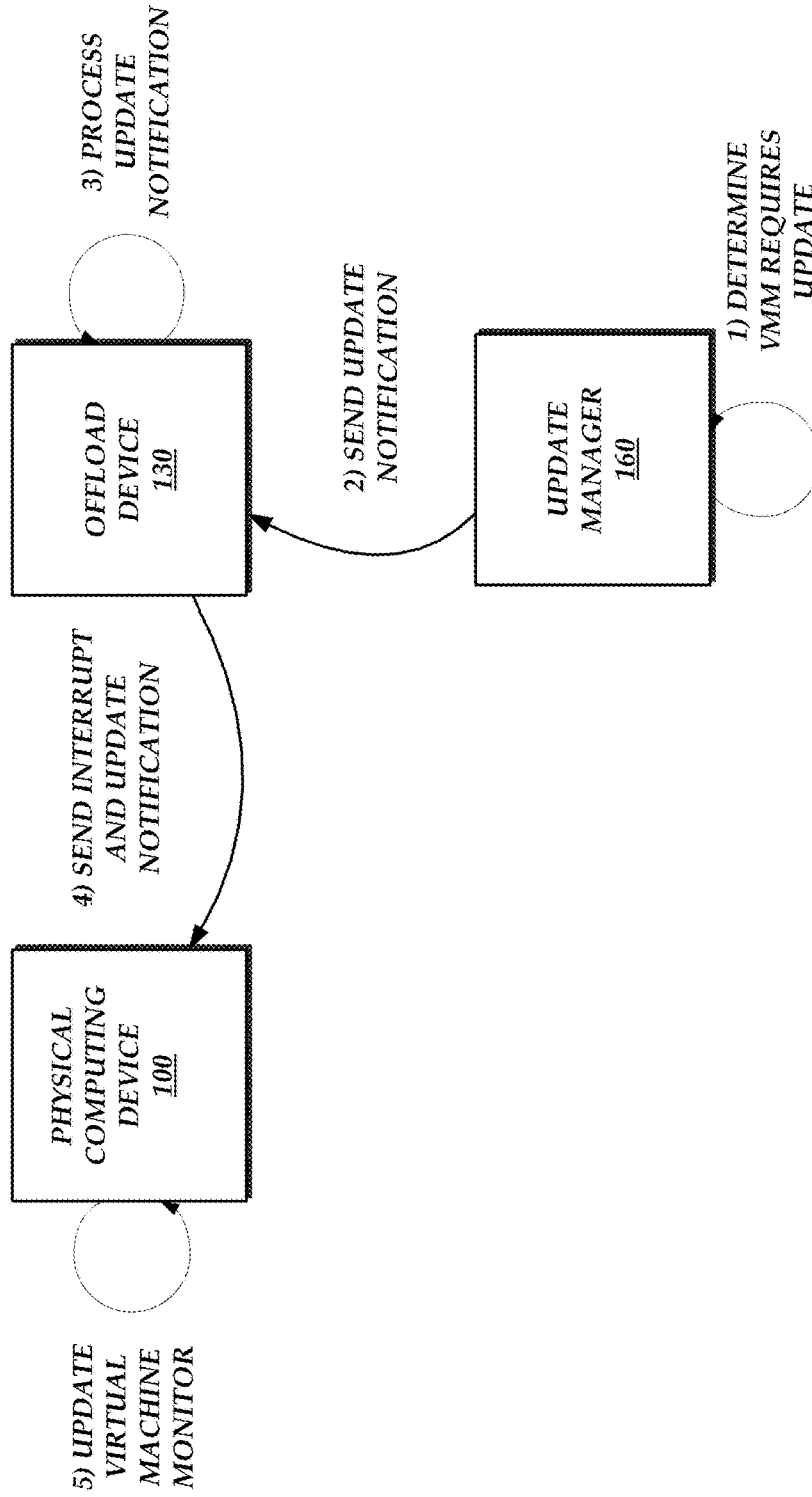 5) UPDATE
VIRTUAL
MACHINE
MONITOR
PHYSICAL
COMPUTING
DEVICE
100
4) SEND INTERRUPT
AND UPDATE
NOTIFICATION
OFFLOAD
DEVICE
130
3) PROCESS
UPDATE
NOTIFICATION
2) SEND UPDATE
NOTIFICATION
UPDATE
MANAGER
160
1) DETERMINE
VMM REQUIRES
UPDATE